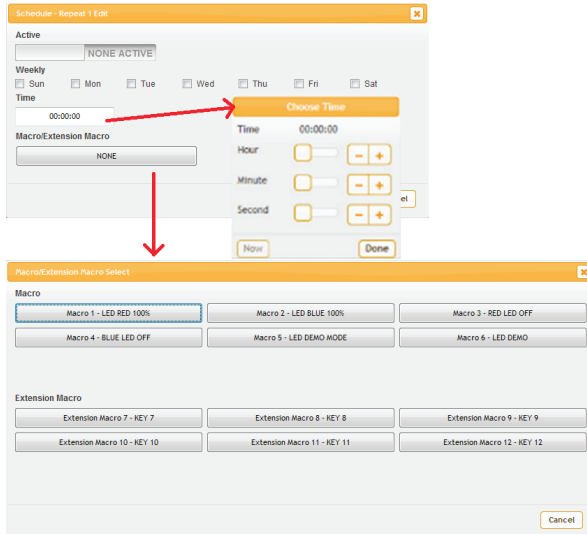 Schedule - Repeat 1 Edit
Active
NONE ACTIVE
Weekly
Sun Mon Tue Wed Thu Fri Sat
Time
00:00:00
Macro/Extension Macro
NONE
el
Choose Time
Time 00:00:00
Hour
- +
Minute
- +
Second
- +
Now Done
Macro/Extension Macro Select
Macro
Macro 1 - LED RED 100% Macro 2 - LED BLUE 100% Macro 3 - RED LED OFF
Macro 4 - BLUE LED OFF Macro 5 - LED DEMO MODE Macro 6 - LED DEMO
Extension Macro
Extension Macro 7 - KEY 7 Extension Macro 8 - KEY 8 Extension Macro 9 - KEY 9
Extension Macro 10 - KEY 10 Extension Macro 11 - KEY 11 Extension Macro 12 - KEY 12
Cancel